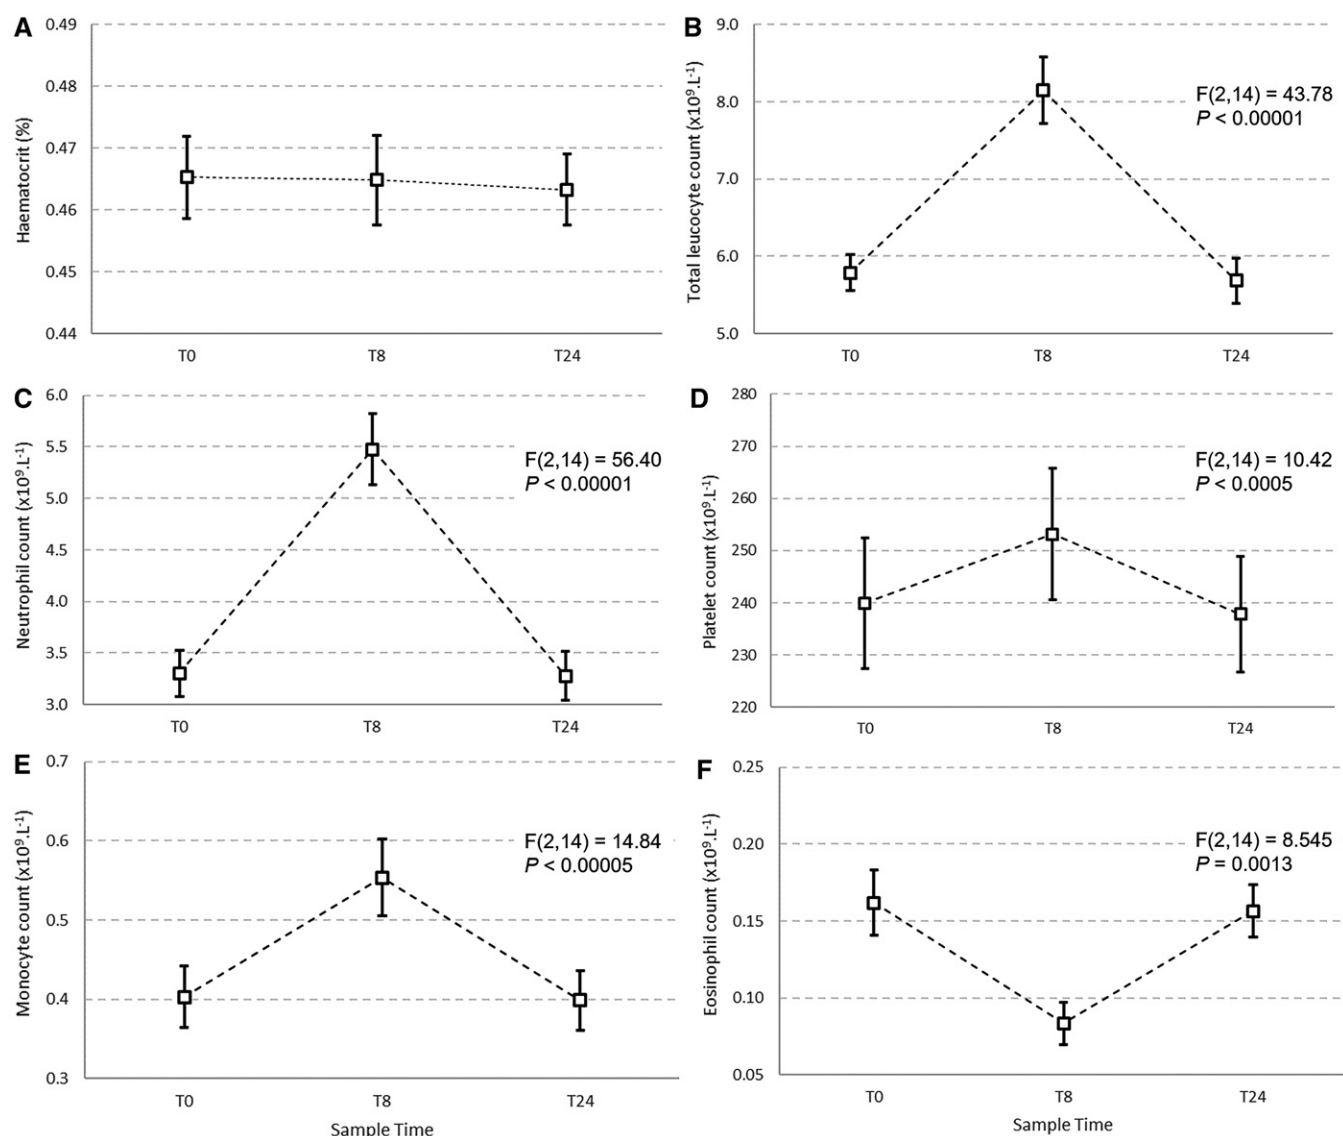 A
Haematocrit (%)
0.49
0.48
0.47
0.46
0.45
0.44
T0 T8 T24
B
Total leucocyte count (x10⁹.L⁻¹)
9.0
8.0
7.0
6.0
5.0
F(2,14) = 43.78
P < 0.00001
T0 T8 T24
C
Neutrophil count (x10⁹.L⁻¹)
6.0
5.5
5.0
4.5
4.0
3.5
3.0
F(2,14) = 56.40
P < 0.00001
T0 T8 T24
D
Platelet count (x10⁹.L⁻¹)
280
270
260
250
240
230
220
F(2,14) = 10.42
P < 0.0005
T0 T8 T24
E
Monocyte count (x10⁹.L⁻¹)
0.7
0.6
0.5
0.4
0.3
F(2,14) = 14.84
P < 0.00005
T0 T8 T24
Sample Time
F
Eosinophil count (x10⁹.L⁻¹)
0.25
0.20
0.15
0.10
0.05
F(2,14) = 8.545
P = 0.0013
T0 T8 T24
Sample Time